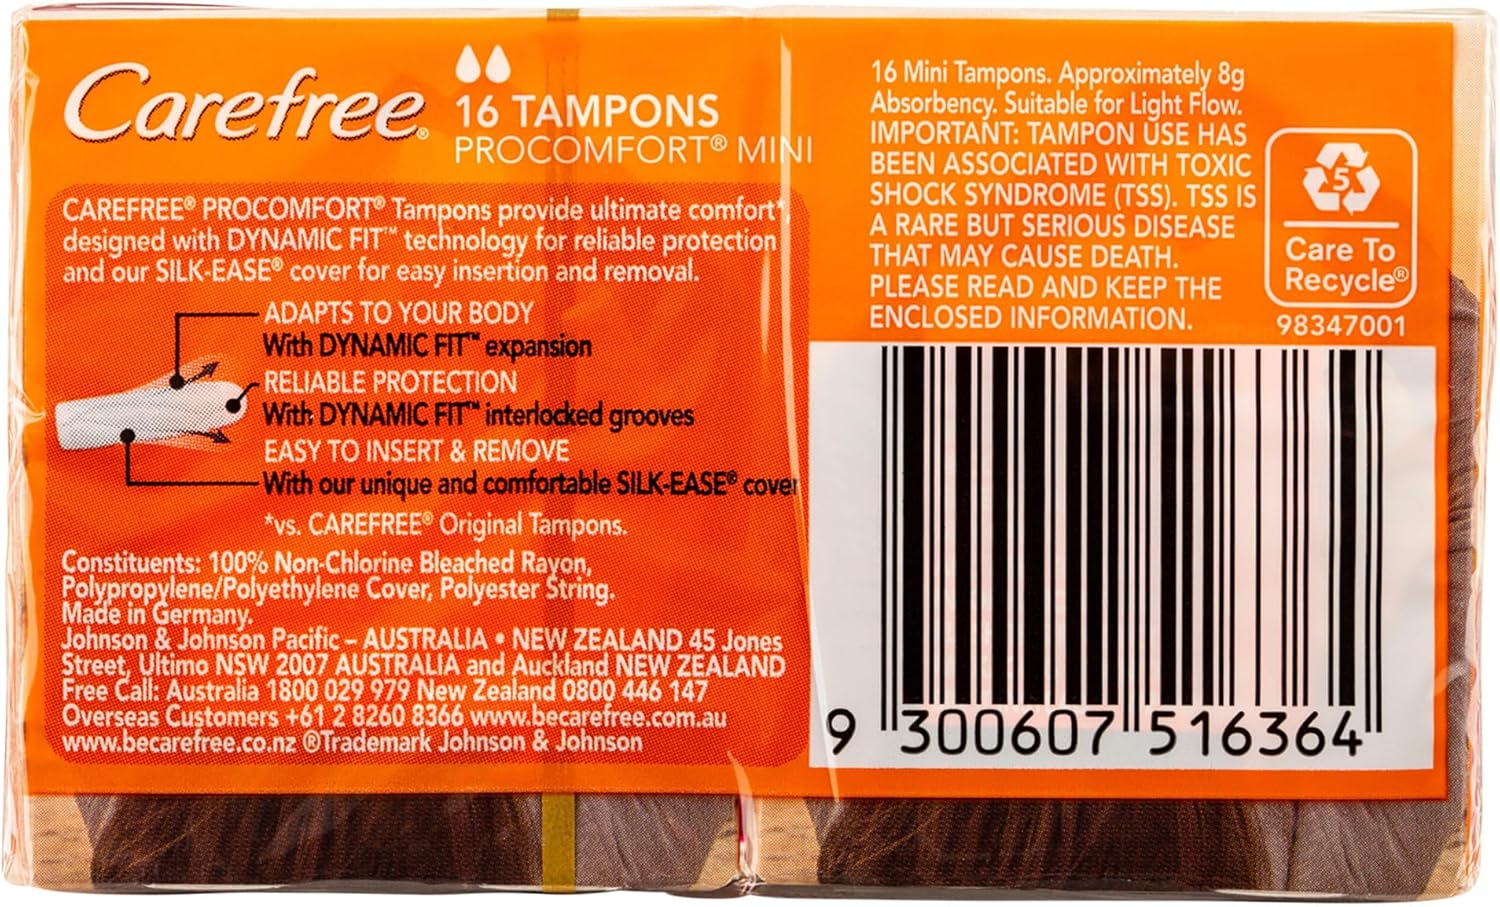 Carefree®
16 TAMPONS
PROCOMFORT® MINI
CAREFREE® PROCOMFORT® Tampons provide ultimate comfort*,
designed with DYNAMIC FIT™ technology for reliable protection
and our SILK-EASE® cover for easy insertion and removal.
ADAPTS TO YOUR BODY
With DYNAMIC FIT™ expansion
RELIABLE PROTECTION
With DYNAMIC FIT™ interlocked grooves
EASY TO INSERT & REMOVE
With our unique and comfortable SILK-EASE® cover
*vs. CAREFREE® Original Tampons.
Constituents: 100% Non-Chlorine Bleached Rayon,
Polypropylene/Polyethylene Cover, Polyester String.
Made in Germany.
Johnson & Johnson Pacific – AUSTRALIA • NEW ZEALAND 45 Jones
Street, Ultimo NSW 2007 AUSTRALIA and Auckland NEW ZEALAND
Free Call: Australia 1800 029 979 New Zealand 0800 446 147
Overseas Customers +61 2 8260 8366 www.becarefree.com.au
www.becarefree.co.nz ®Trademark Johnson & Johnson
16 Mini Tampons. Approximately 8g
Absorbency. Suitable for Light Flow.
IMPORTANT: TAMPON USE HAS
BEEN ASSOCIATED WITH TOXIC
SHOCK SYNDROME (TSS). TSS IS
A RARE BUT SERIOUS DISEASE
THAT MAY CAUSE DEATH.
PLEASE READ AND KEEP THE
ENCLOSED INFORMATION.
5
Care To
Recycle®
98347001
9 300607 516364